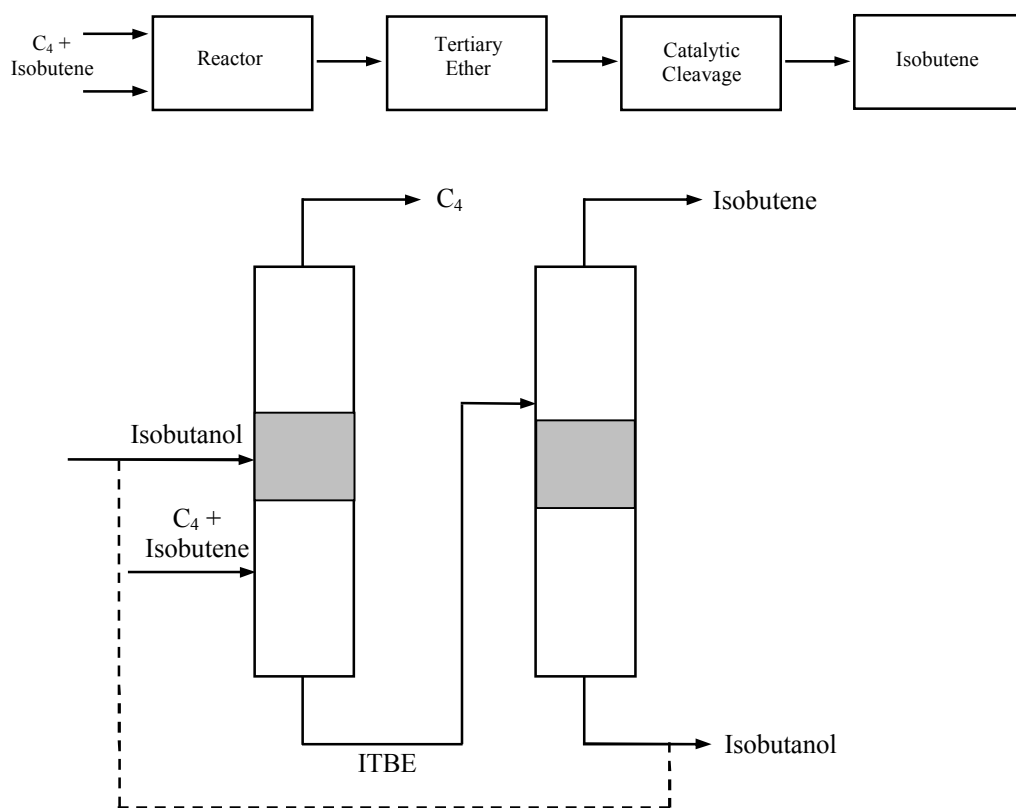 C₄ +
Isobutene
Reactor
Tertiary
Ether
Catalytic
Cleavage
Isobutene
C₄
Isobutene
Isobutanol
C₄ +
Isobutene
ITBE
Isobutanol